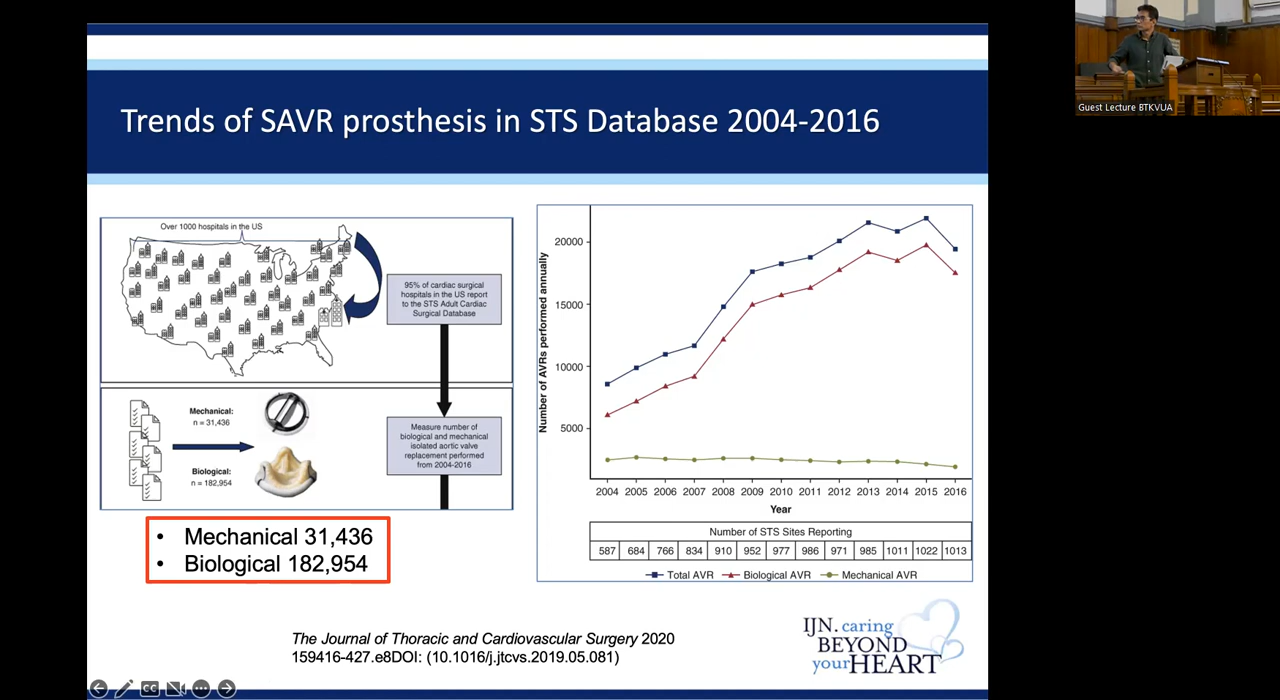 Guest Lecture BTKVUA
Trends of SAVR prosthesis in STS Database 2004-2016
Over 1000 hospitals in the US
95% of cardiac surgical
hospitals in the US report
to the STS Adult Cardiac
Surgical Database
Mechanical:
n = 31,436
Biological:
n = 182,954
Measure number of
biological and mechanical
isolated aortic valve
replacement performed
from 2004-2016
• Mechanical 31,436
• Biological 182,954
Number of AVRs performed annually
20000
15000
10000
5000
2004 2005 2006 2007 2008 2009 2010 2011 2012 2013 2014 2015 2016
Year
Number of STS Sites Reporting
587 684 766 834 910 952 977 986 971 985 1011 1022 1013
Total AVR Biological AVR Mechanical AVR
The Journal of Thoracic and Cardiovascular Surgery 2020
159416-427.e8DOI: (10.1016/j.jtcvs.2019.05.081)
IJN. caring
BEYOND
your HEART
CC